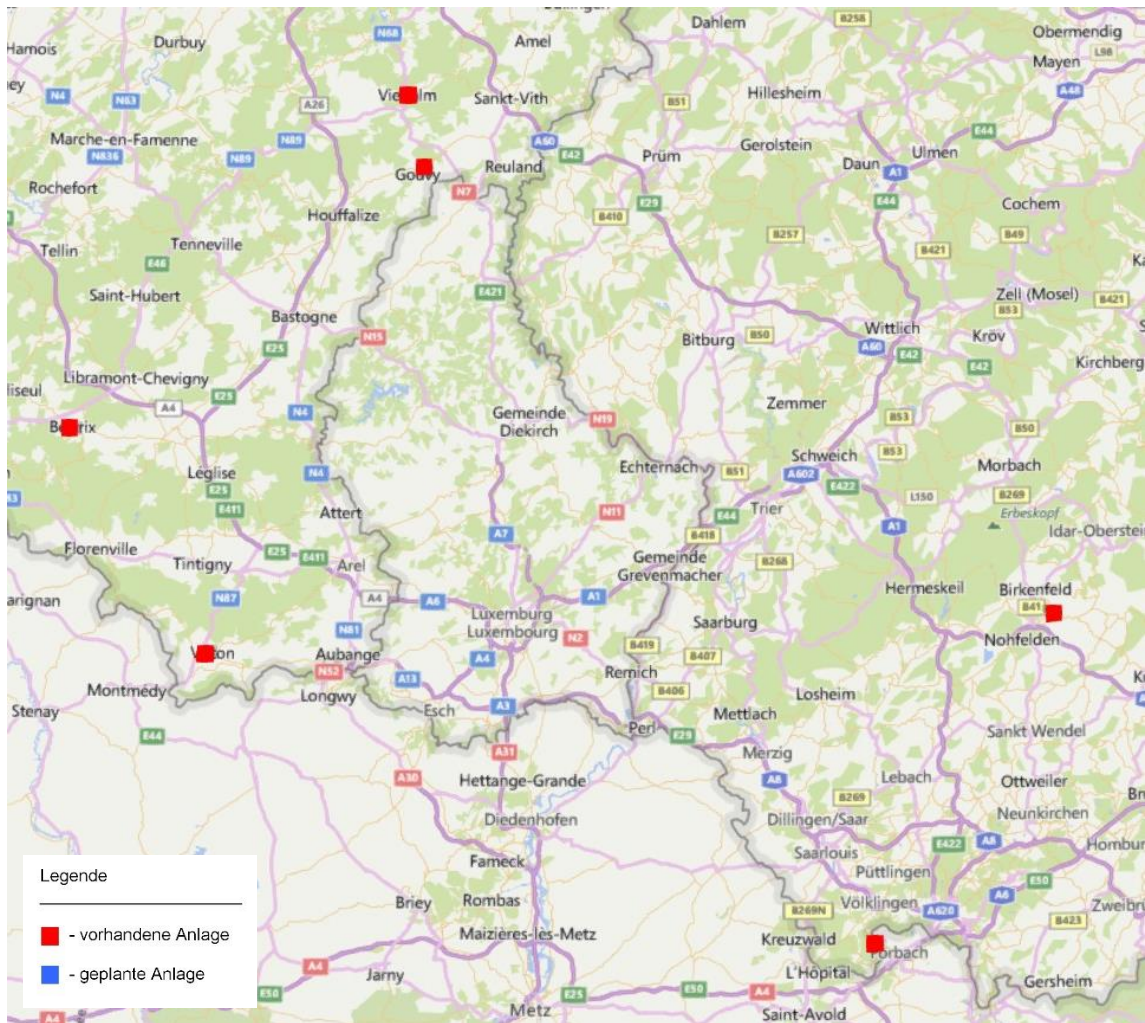 Büllingen
Dahlem
B258
Obermendig
Hamois
Durbuy
N68
Amel
L98
Mayen
N4
N63
A26
Vielsalm
Sankt-Vith
B51
Hillesheim
A48
Marche-en-Famenne
N89
A60
E42
Prüm
Gerolstein
E44
Ulmen
N836
N89
Gouvy
Reuland
Daun
A1
Rochefort
N7
E29
E44
Cochem
Houffalize
B410
B257
B49
Tenneville
B421
Tellin
E46
E421
Zell (Mosel)
Saint-Hubert
B421
B53
Bastogne
N15
Bitburg
B50
Wittlich
Kröv
E25
A60
E42
Kirchberg
E42
Libramont-Chevigny
E25
Zemmer
A4
N4
Gemeinde
Diekirch
N19
B53
B50
Schweich
B53
Echternach
B51
A602
Morbach
Léglise
N4
E422
L150
B269
E25
E411
Attert
N11
E44
Trier
Erbeskopf
A1
Idar-Oberstein
A7
B418
Florenville
E25
E411
Gemeinde
Grevenmacher
B268
Tintigny
Arel
Hermeskeil
Birkenfeld
N87
A4
A6
A1
B41
Luxemburg
Luxembourg
N2
Saarburg
N81
B419
Nohfelden
Virton
Aubange
A4
B407
N52
A13
Remich
Montmédy
Longwy
B406
Losheim
Stenay
Esch
A3
Mettlach
Perl
E29
E44
A31
Merzig
Sankt Wendel
A30
Hettange-Grande
A8
Lebach
Ottweiler
B269
Diedenhofen
Dillingen/Saar
Neunkirchen
E422
A8
Saarlouis
Homburg
Fameck
Püttlingen
E50
A6
Briey
Rombas
B269N
Völklingen
A620
B423
Maizières-lès-Metz
Kreuzwald
Forbach
A4
Jarny
L'Hôpital
Gersheim
E50
Metz
E25
E50
A4
A4
Saint-Avold
Legende
- vorhandene Anlage
- geplante Anlage